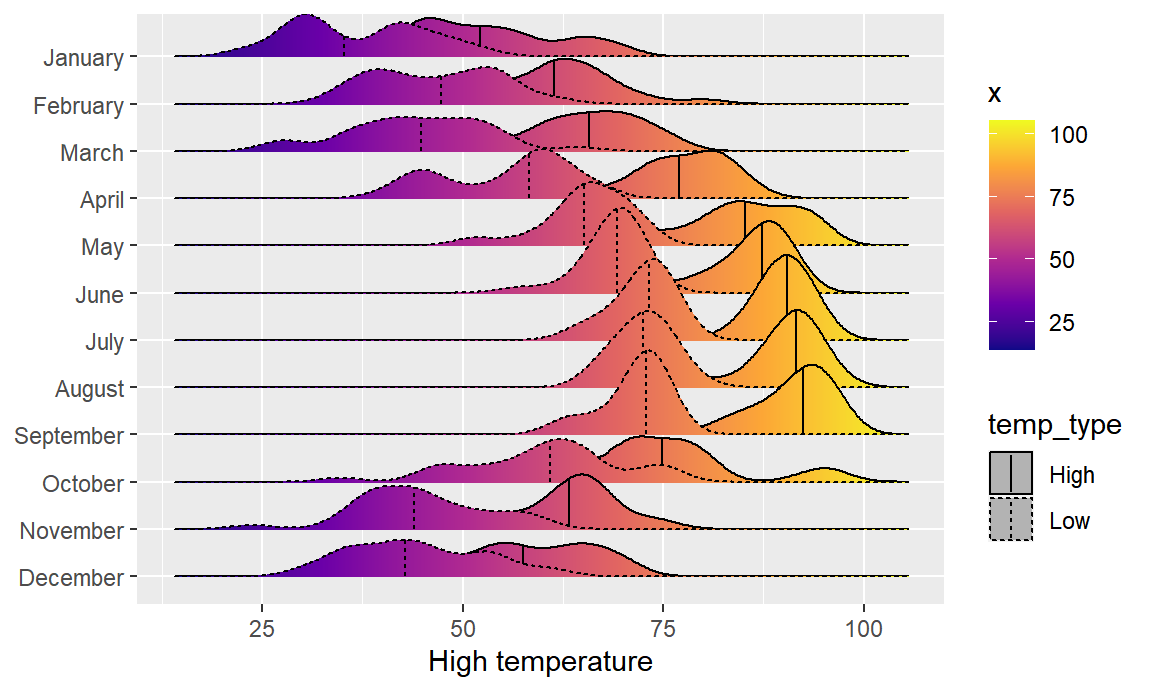 January
February
March
April
May
June
July
August
September
October
November
December
25 50 75 100
High temperature
x
100
75
50
25
temp_type
High
Low